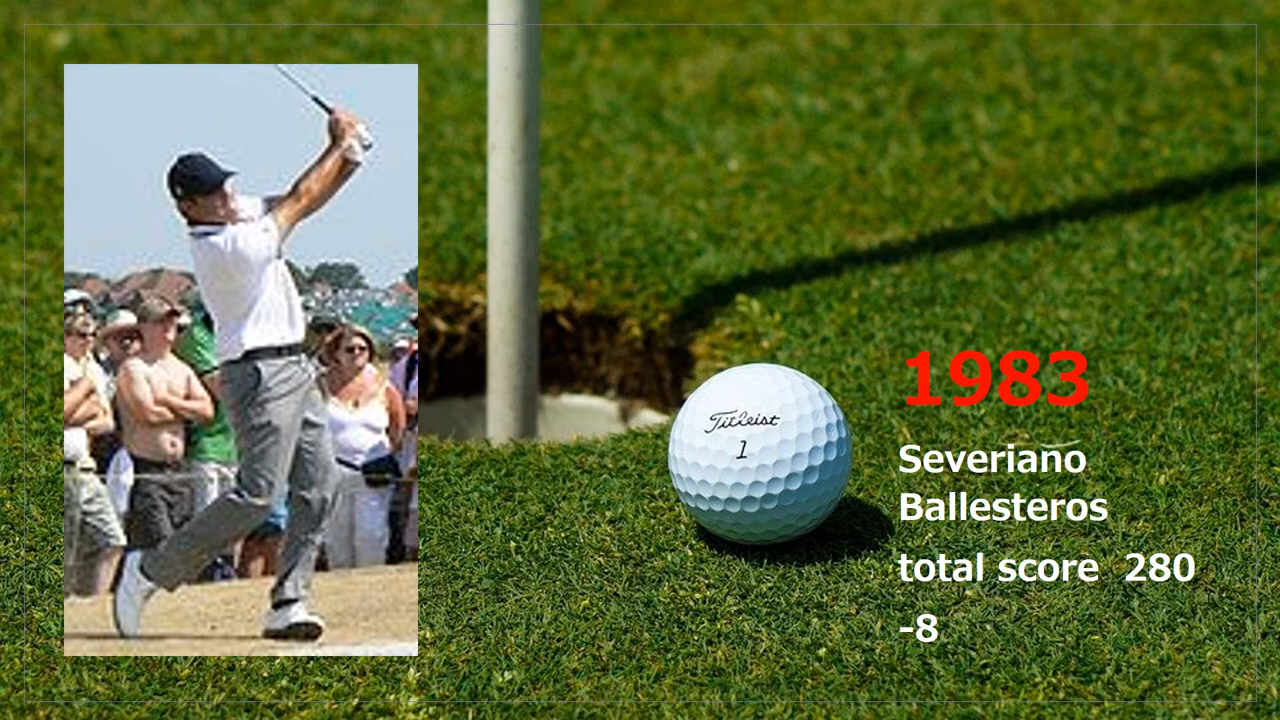 Titleist
1
1983
Severiano
Ballesteros
total score 280
-8